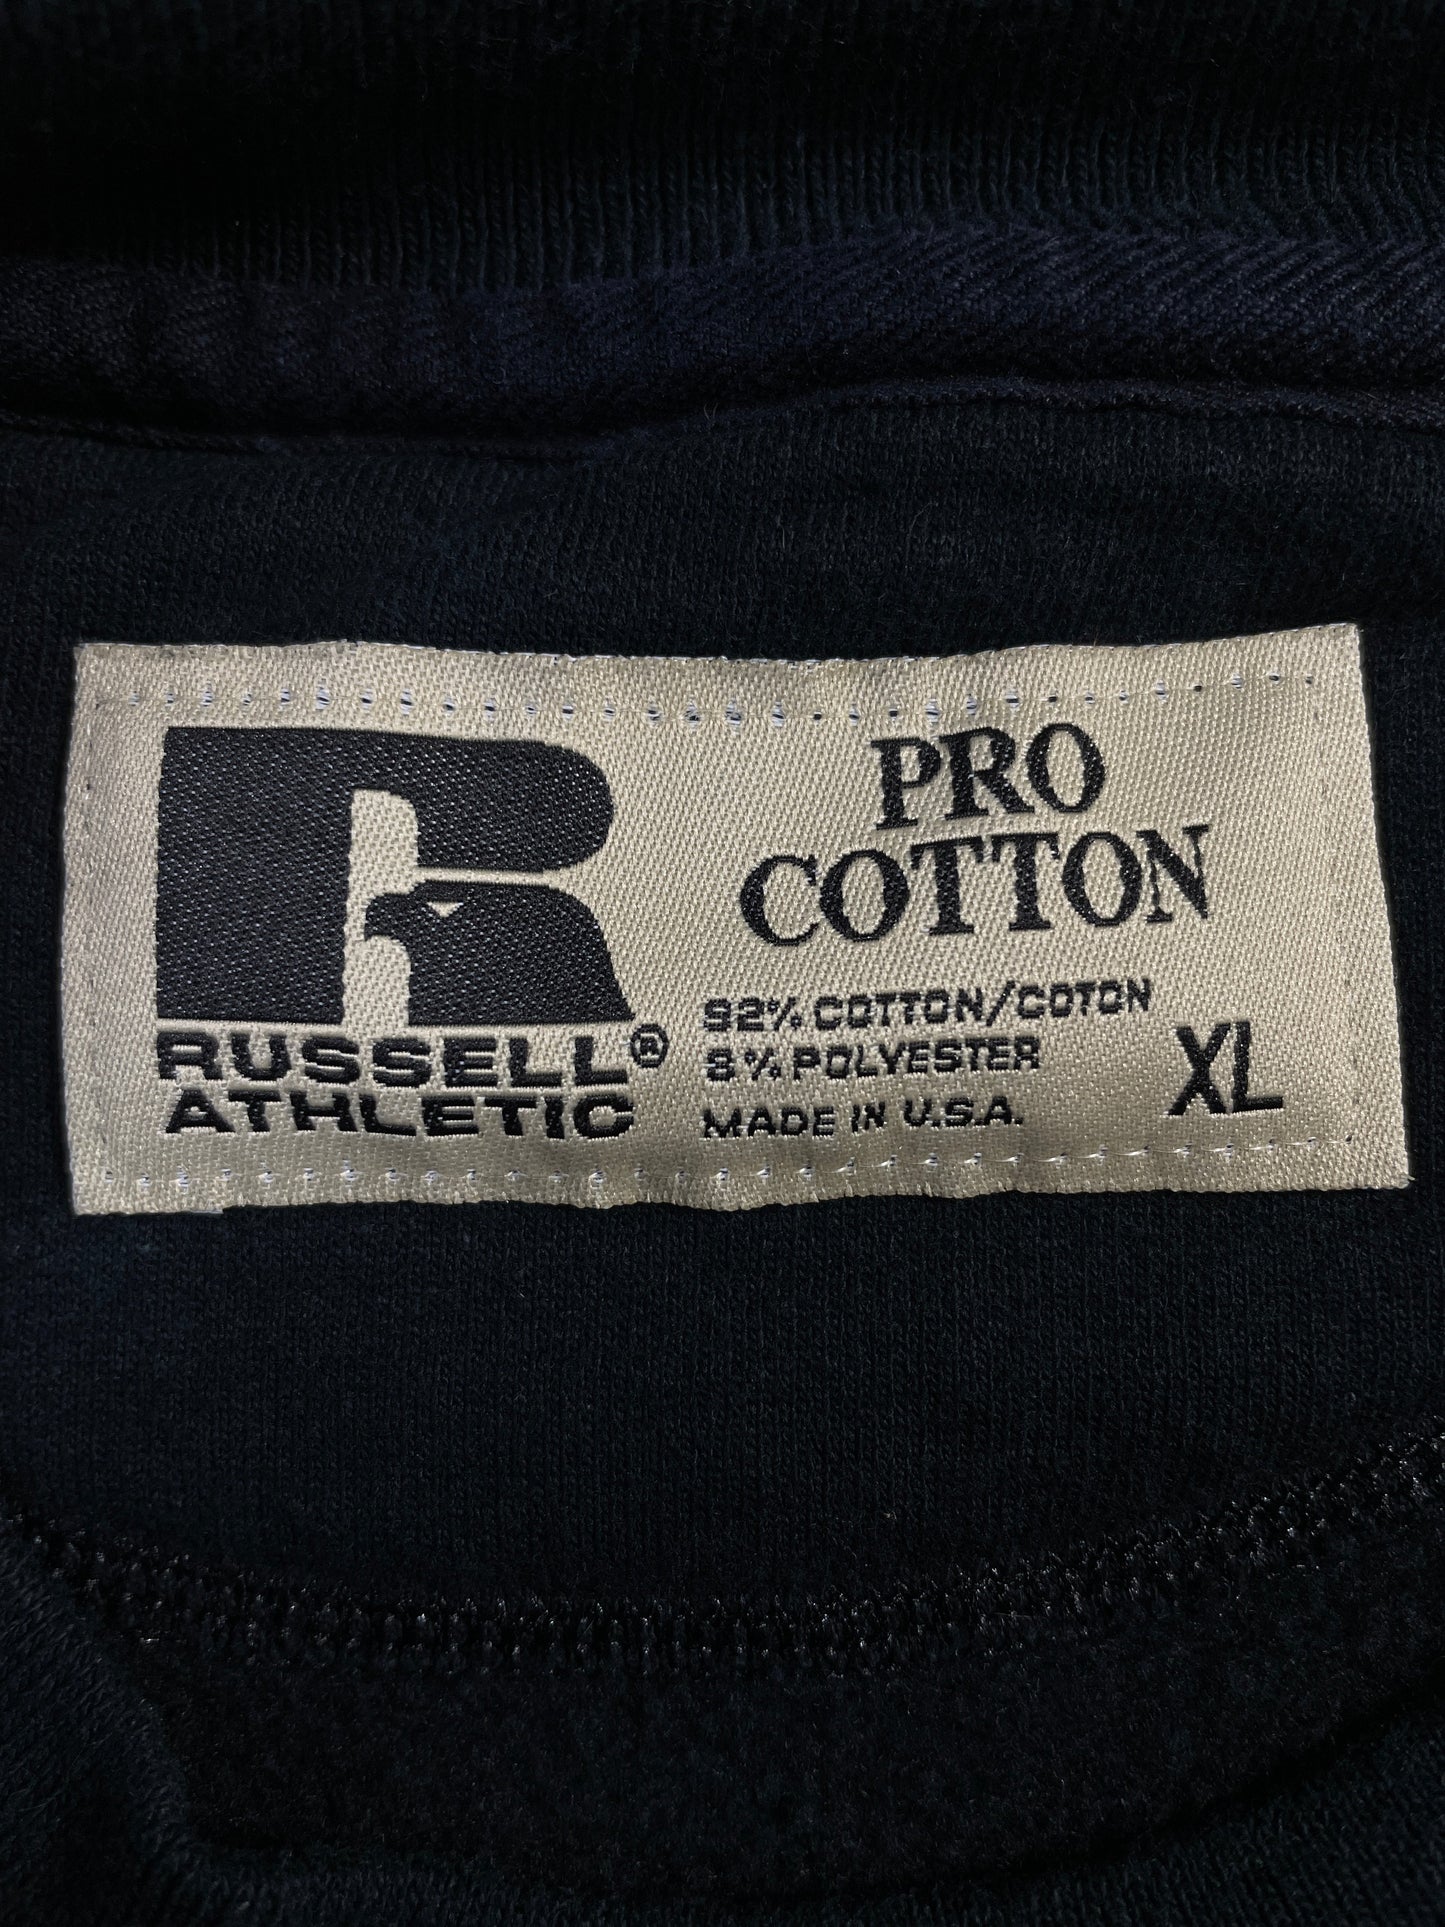 PRO
COTTON
92% COTTON/COTON
8% POLYESTER
MADE IN U.S.A.
XL
RUSSELL®
ATHLETIC